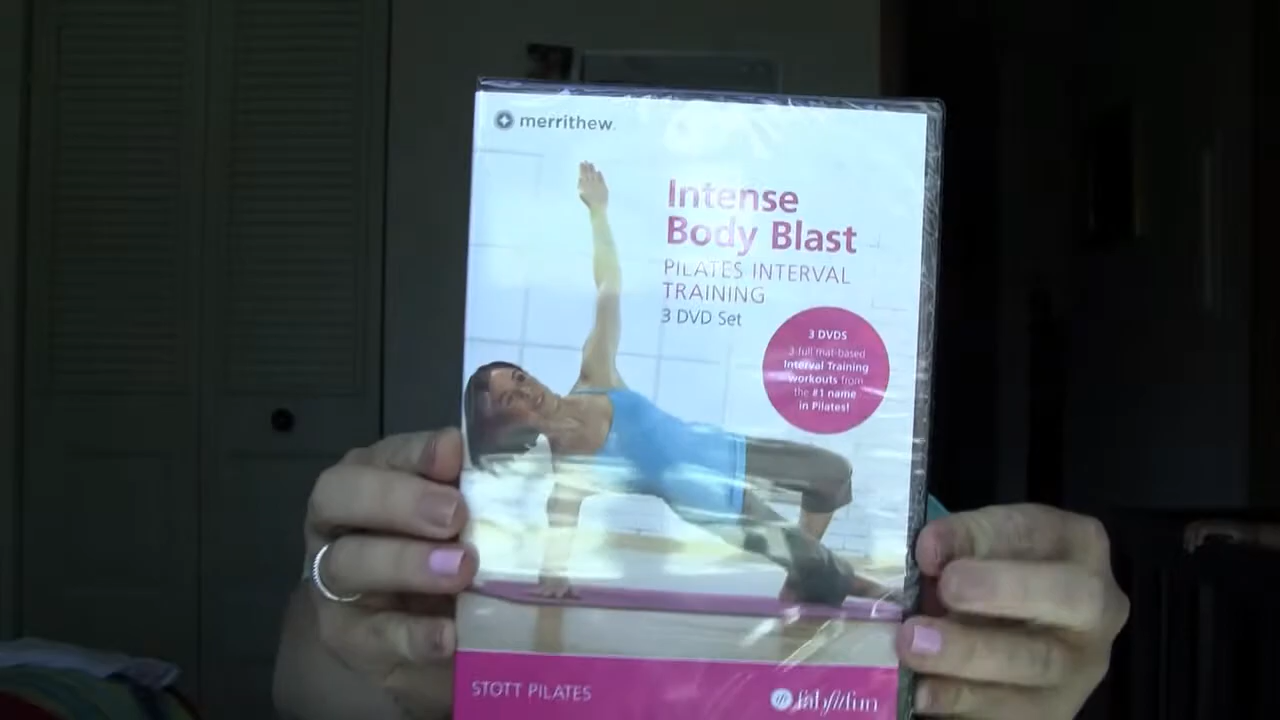 merrithew
Intense
Body Blast
PILATES INTERVAL
TRAINING
3 DVD Set
3 DVDS
3 full mat-based
Interval Training
workouts from
the #1 name
in Pilates!
STOTT PILATES
fabfitfun